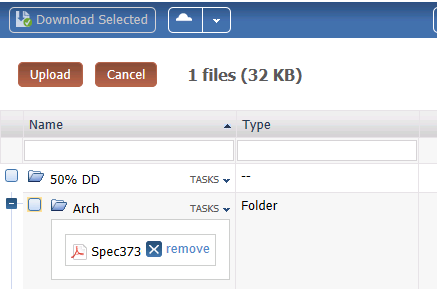 Download Selected
Upload Cancel 1 files (32 KB)
Name Type
50% DD TASKS --
Arch TASKS Folder
Spec373 remove